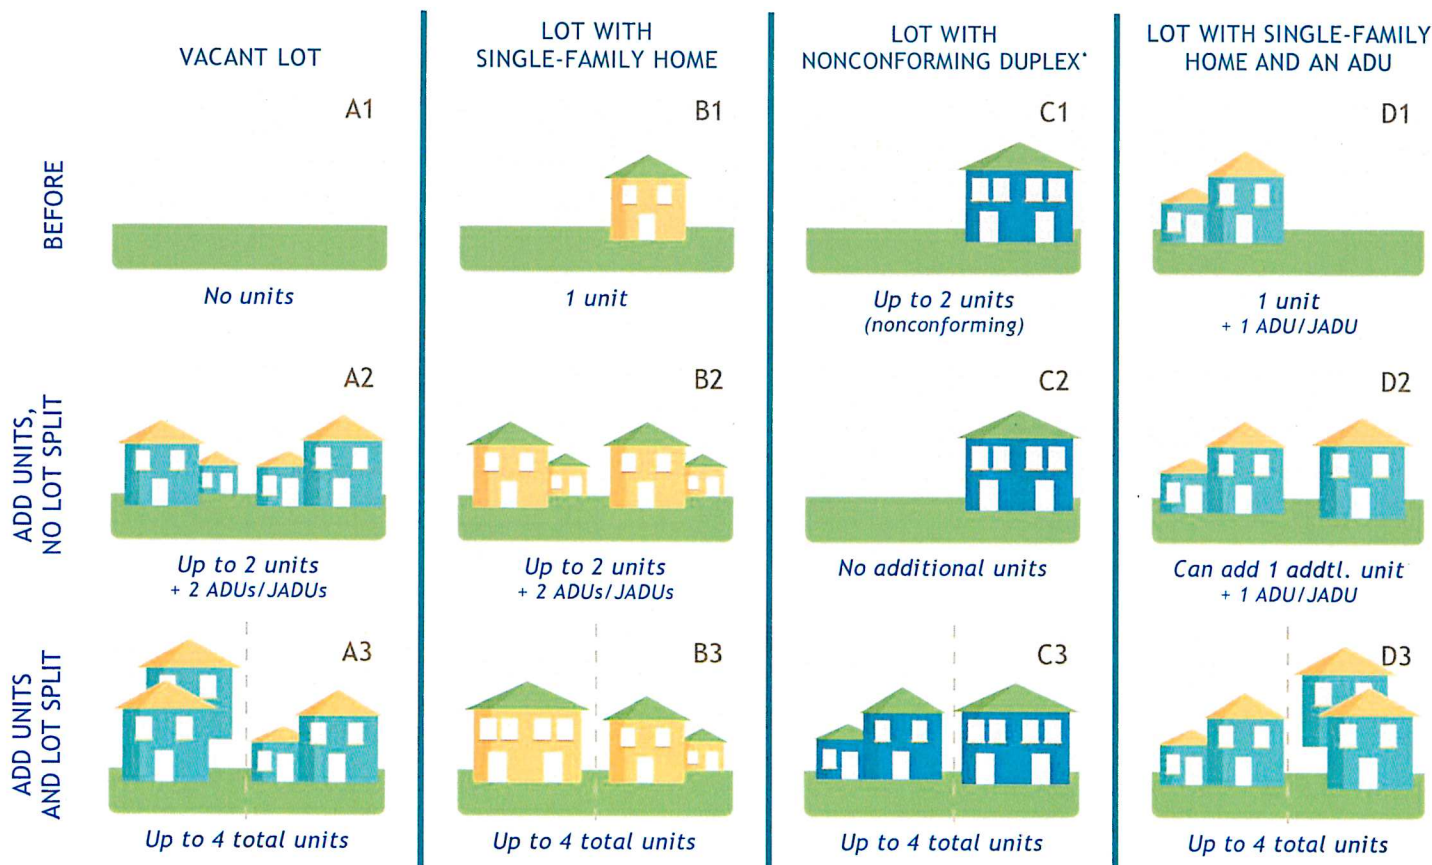 VACANT LOT
LOT WITH
SINGLE-FAMILY HOME
LOT WITH
NONCONFORMING DUPLEX*
LOT WITH SINGLE-FAMILY
HOME AND AN ADU
BEFORE
A1
No units
B1
1 unit
C1
Up to 2 units
(nonconforming)
D1
1 unit
+ 1 ADU/JADU
ADD UNITS,
NO LOT SPLIT
A2
Up to 2 units
+ 2 ADUs/JADUs
B2
Up to 2 units
+ 2 ADUs/JADUs
C2
No additional units
D2
Can add 1 addtl. unit
+ 1 ADU/JADU
ADD UNITS
AND LOT SPLIT
A3
Up to 4 total units
B3
Up to 4 total units
C3
Up to 4 total units
D3
Up to 4 total units